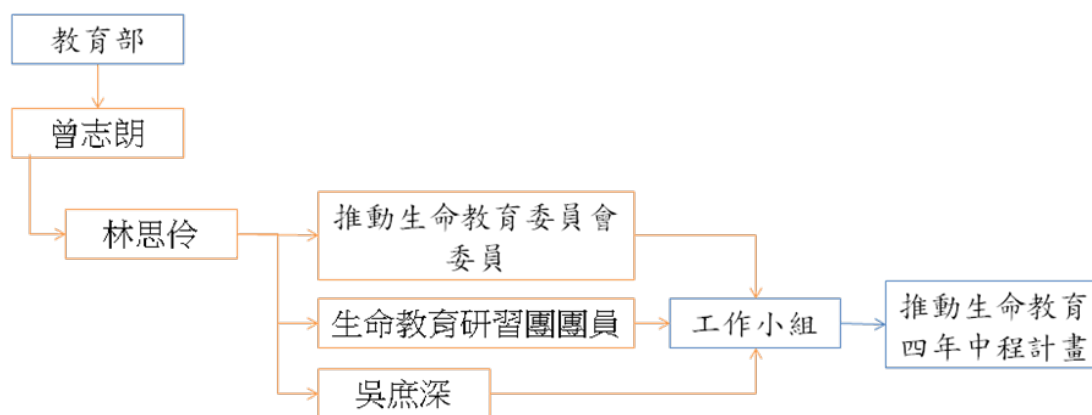 教育部
曾志朗
林思伶
推動生命教育委員會
委員
生命教育研習團團員
吳庶深
工作小組
推動生命教育
四年中程計畫